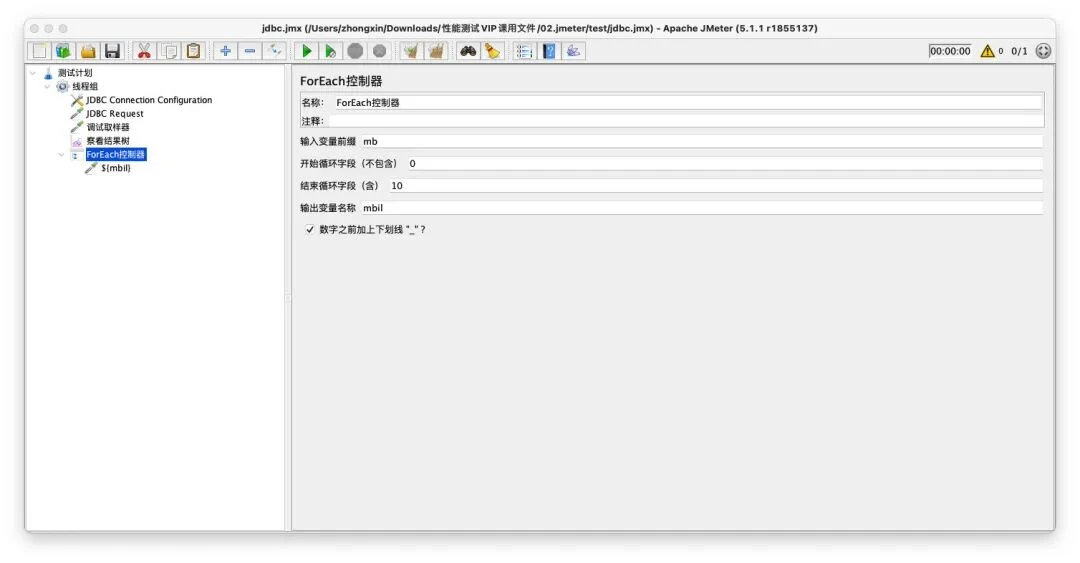 jdbc.jmx (/Users/zhongxin/Downloads/性能测试VIP课用文件/02.jmeter/test/jdbc.jmx) - Apache JMeter (5.1.1 r1855137)
00:00:00 0 0/1
测试计划
线程组
JDBC Connection Configuration
JDBC Request
调试取样器
察看结果树
ForEach控制器
${mbil}
ForEach控制器
名称： ForEach控制器
注释：
输入变量前缀 mb
开始循环字段（不包含） 0
结束循环字段（含） 10
输出变量名称 mbil
数字之前加上下划线 "_" ?